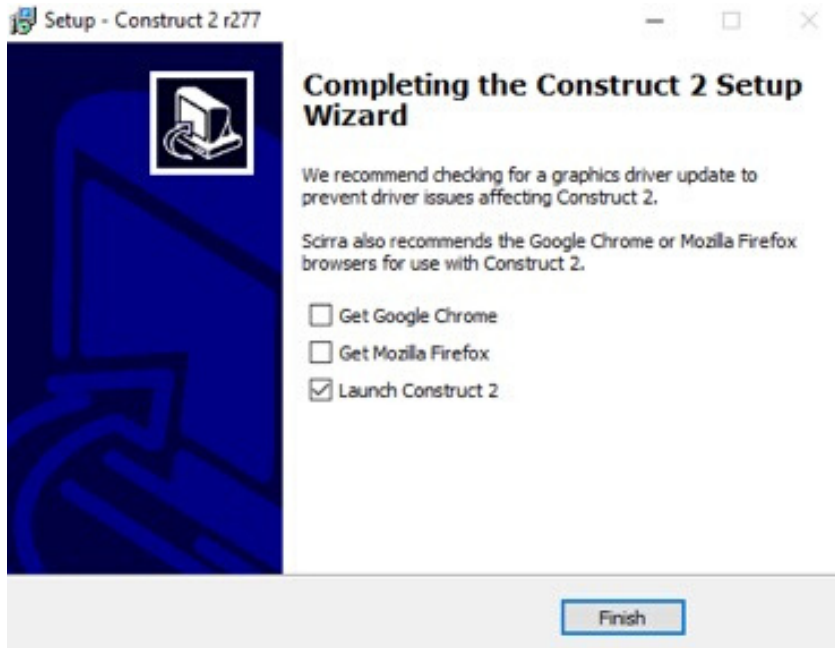 Setup - Construct 2 r277
Completing the Construct 2 Setup
Wizard
We recommend checking for a graphics driver update to
prevent driver issues affecting Construct 2.
Scirra also recommends the Google Chrome or Mozilla Firefox
browsers for use with Construct 2.
Get Google Chrome
Get Mozilla Firefox
Launch Construct 2
Finish